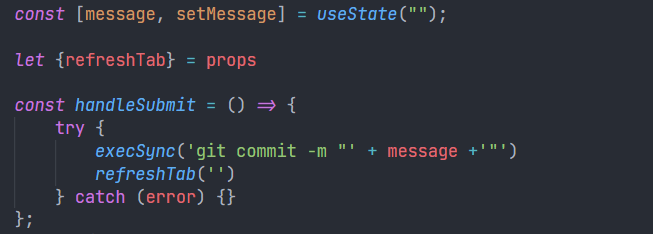 const [message, setMessage] = useState("");
let {refreshTab} = props
const handleSubmit = () => {
try {
execSync('git commit -m "' + message +'"')
refreshTab('')
} catch (error) {}
};